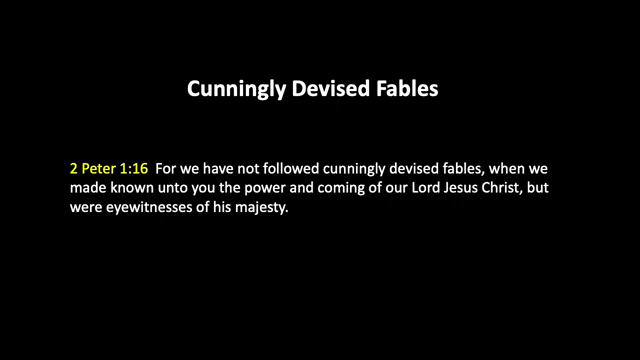 Cunningly Devised Fables
2 Peter 1:16  For we have not followed cunningly devised fables, when we
made known unto you the power and coming of our Lord Jesus Christ, but
were eyewitnesses of his majesty.